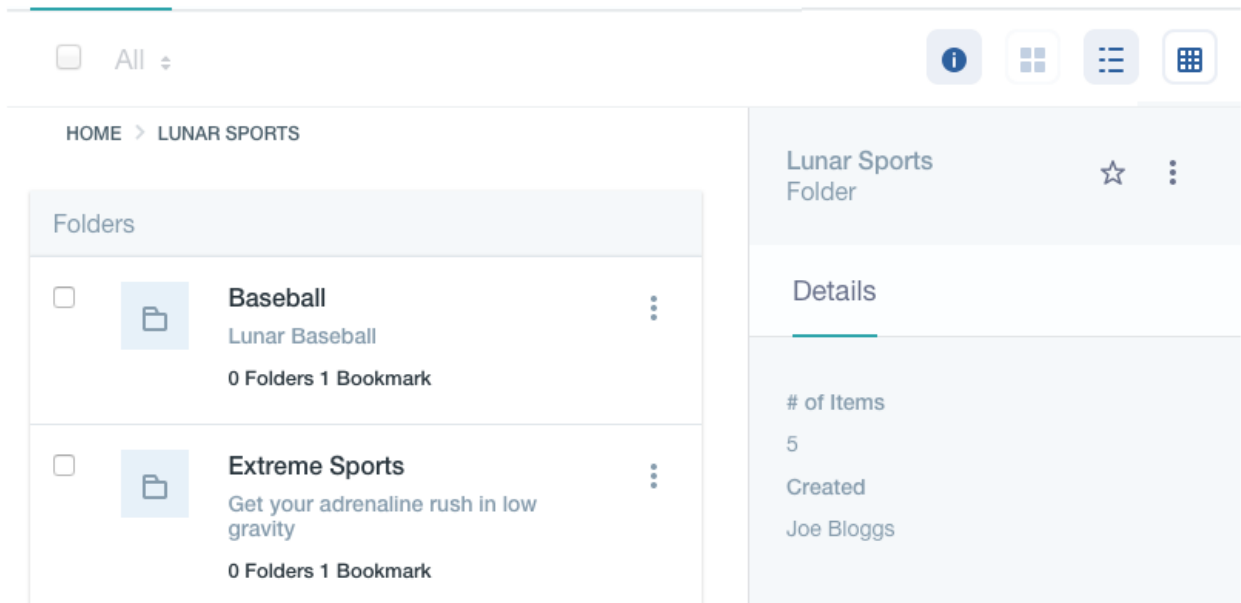 All
HOME > LUNAR SPORTS
Folders
Baseball
Lunar Baseball
0 Folders 1 Bookmark
Extreme Sports
Get your adrenaline rush in low
gravity
0 Folders 1 Bookmark
Lunar Sports
Folder
Details
# of Items
5
Created
Joe Bloggs